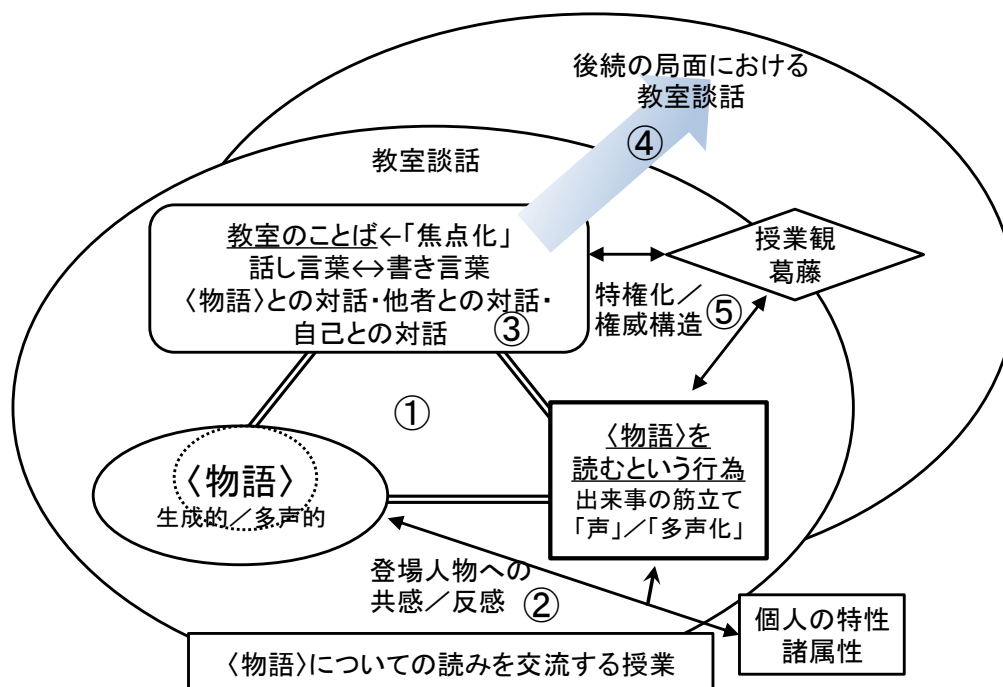 後続の局面における
教室談話
④
教室談話
教室のことば←「焦点化」
話し言葉↔書き言葉
〈物語〉との対話・他者との対話・
自己との対話
③
授業観
葛藤
特権化／
権威構造
⑤
①
〈物語〉
生成的／多声的
〈物語〉を
読むという行為
出来事の筋立て
「声」／「多声化」
登場人物への
共感／反感
②
個人の特性
諸属性
〈物語〉についての読みを交流する授業